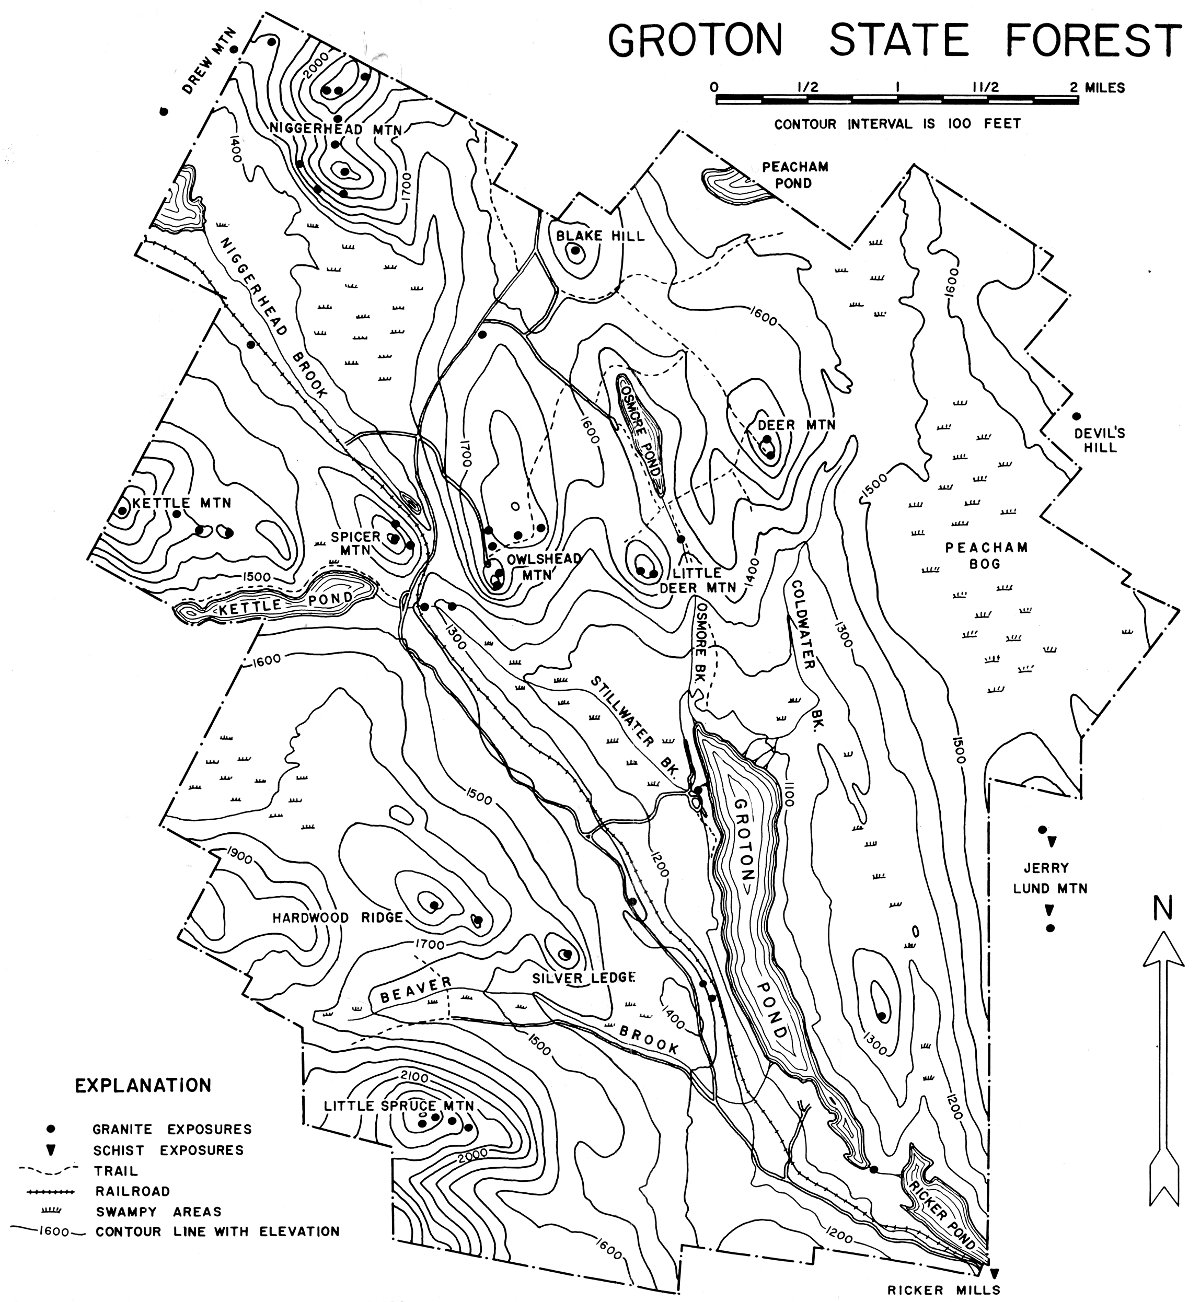 GROTON STATE FOREST
0 1/2 1 1 1/2 2 MILES
CONTOUR INTERVAL IS 100 FEET
DREW MTN
2000
NIGGERHEAD MTN
1400
1700
PEACHAM
POND
BLAKE HILL
NIGGERHEAD BROOK
1600
1600
OSMORE POND
1600
DEER MTN
DEVIL'S
HILL
1700
1500
KETTLE MTN
SPICER
MTN
OWLSHEAD
MTN
LITTLE
DEER MTN
1400
PEACHAM
BOG
1500
KETTLE POND
1300
OSMORE BK
COLDWATER BK.
1300
1600
STILLWATER BK.
1500
1100
1500
GROTON POND
1900
1200
JERRY
LUND MTN
HARDWOOD RIDGE
1700
SILVER LEDGE
BEAVER BROOK
1400
1500
1300
N
2100
LITTLE SPRUCE MTN
2000
1200
RICKER POND
1200
1600
RICKER MILLS
EXPLANATION
GRANITE EXPOSURES
SCHIST EXPOSURES
TRAIL
RAILROAD
SWAMPY AREAS
1600 CONTOUR LINE WITH ELEVATION